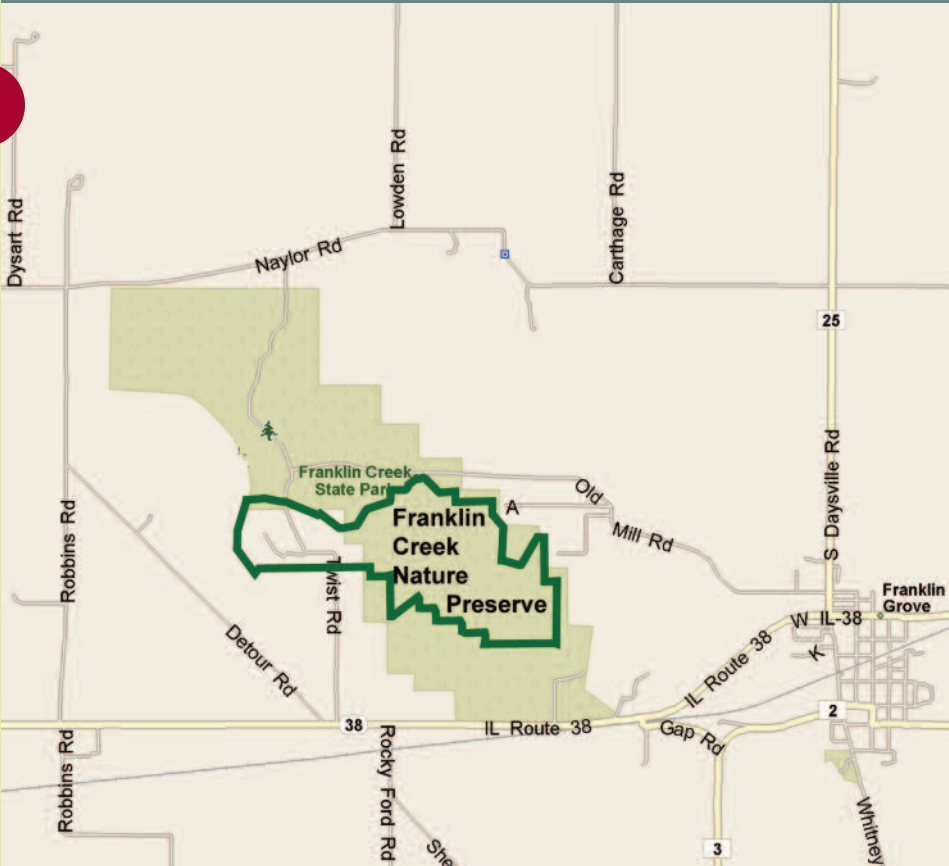 Lowden Rd
Carthage Rd
Dysart Rd
Naylor Rd
25
S Daysville Rd
Franklin Creek
State Park
Old
A
Franklin
Creek
Nature
Preserve
Mill Rd
Robbins Rd
Twist Rd
Franklin
Grove
W IL-38
K
Detour Rd
IL Route 38
2
38
IL Route 38
Gap Rd
Robbins Rd
Rocky Ford Rd
Whitney
She
3